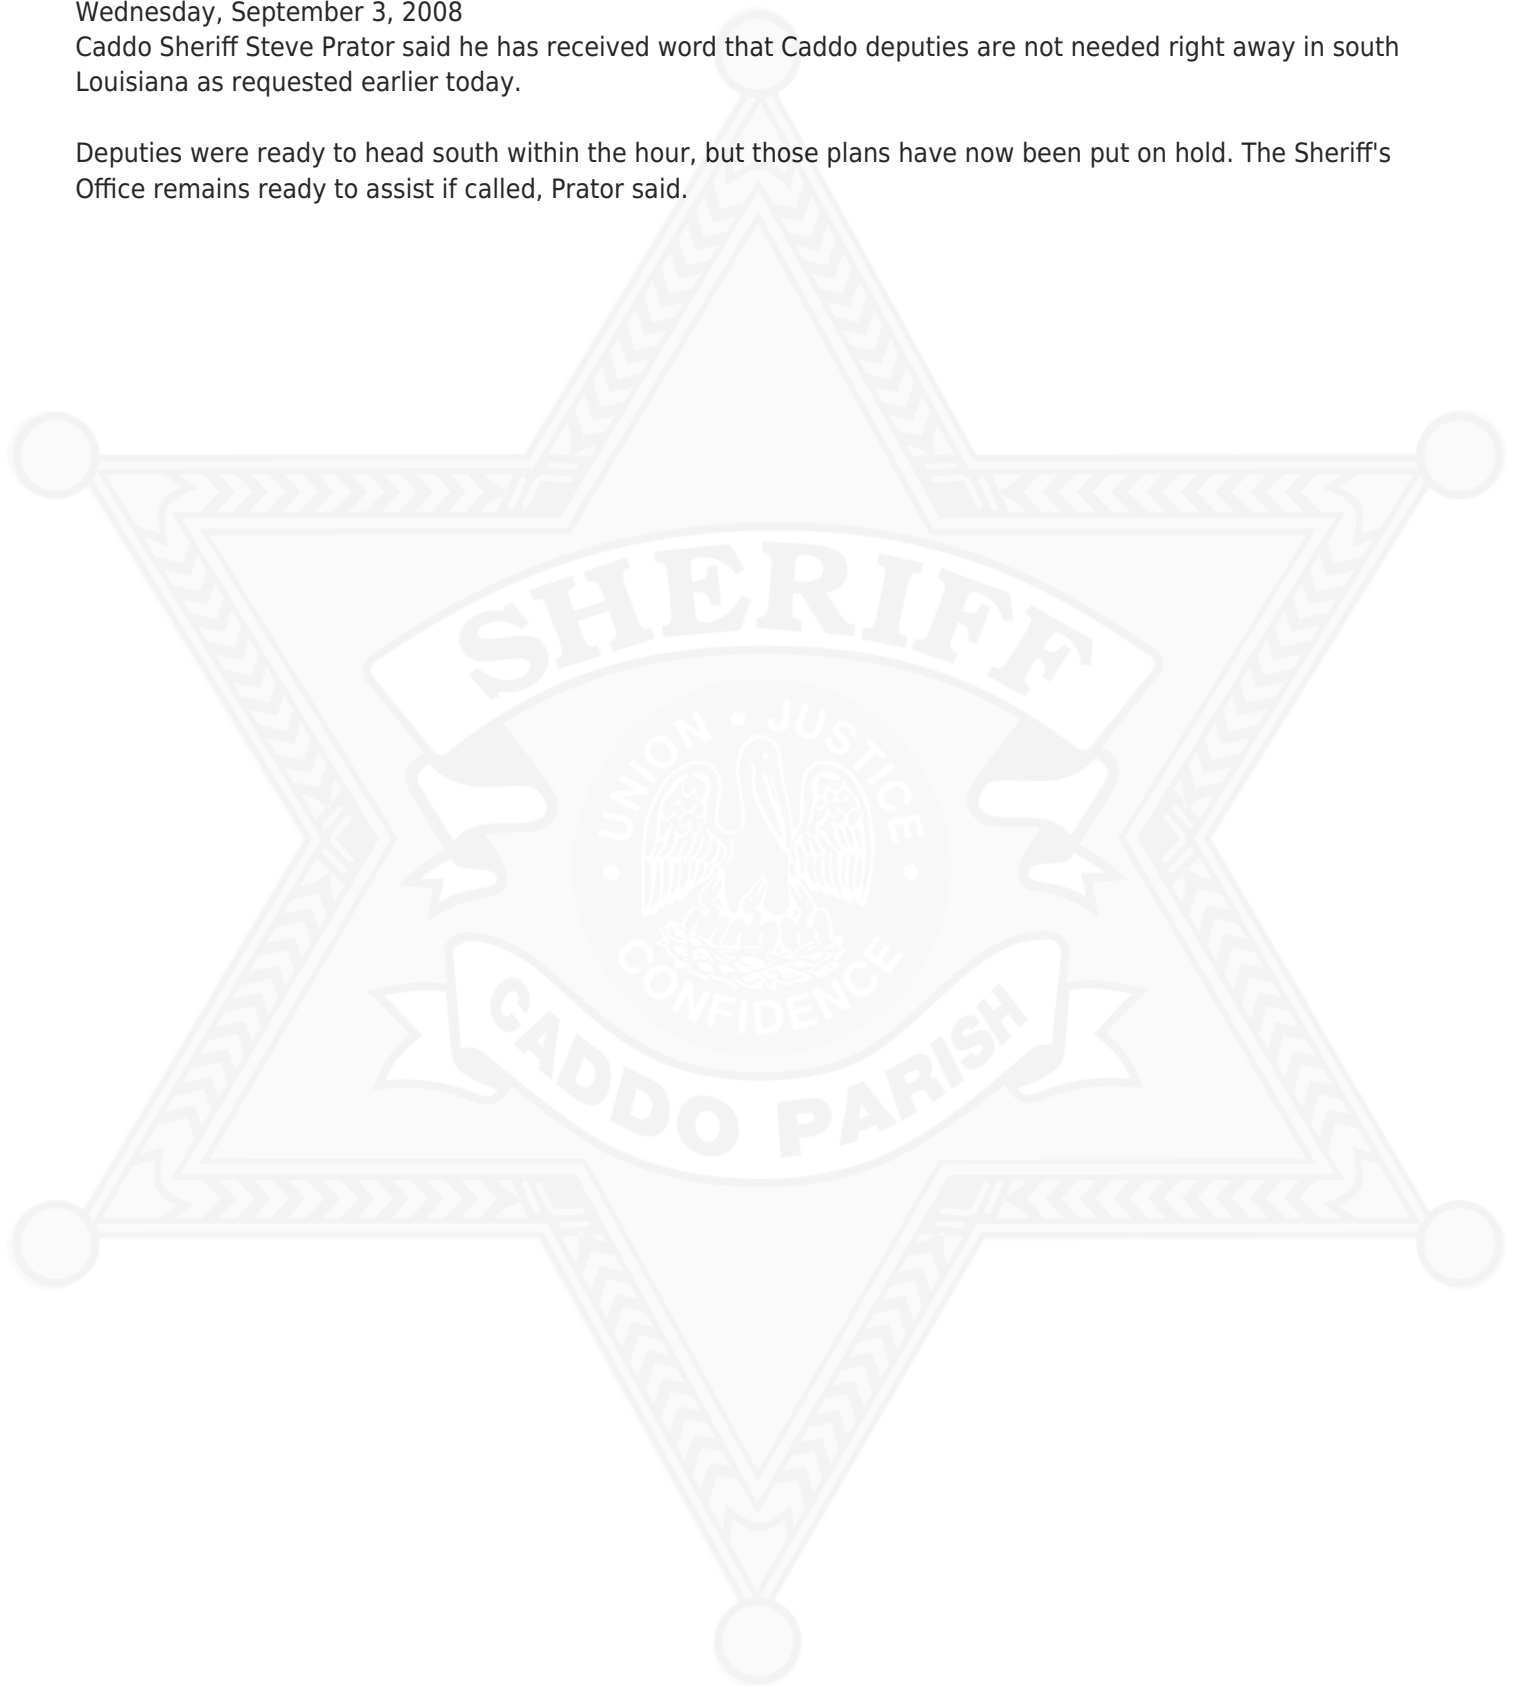 Wednesday, September 3, 2008
Caddo Sheriff Steve Prator said he has received word that Caddo deputies are not needed right away in south
Louisiana as requested earlier today.
Deputies were ready to head south within the hour, but those plans have now been put on hold. The Sheriff's
Office remains ready to assist if called, Prator said.
SHERIFF
UNION • JUSTICE
• CONFIDENCE •
CADDO PARISH